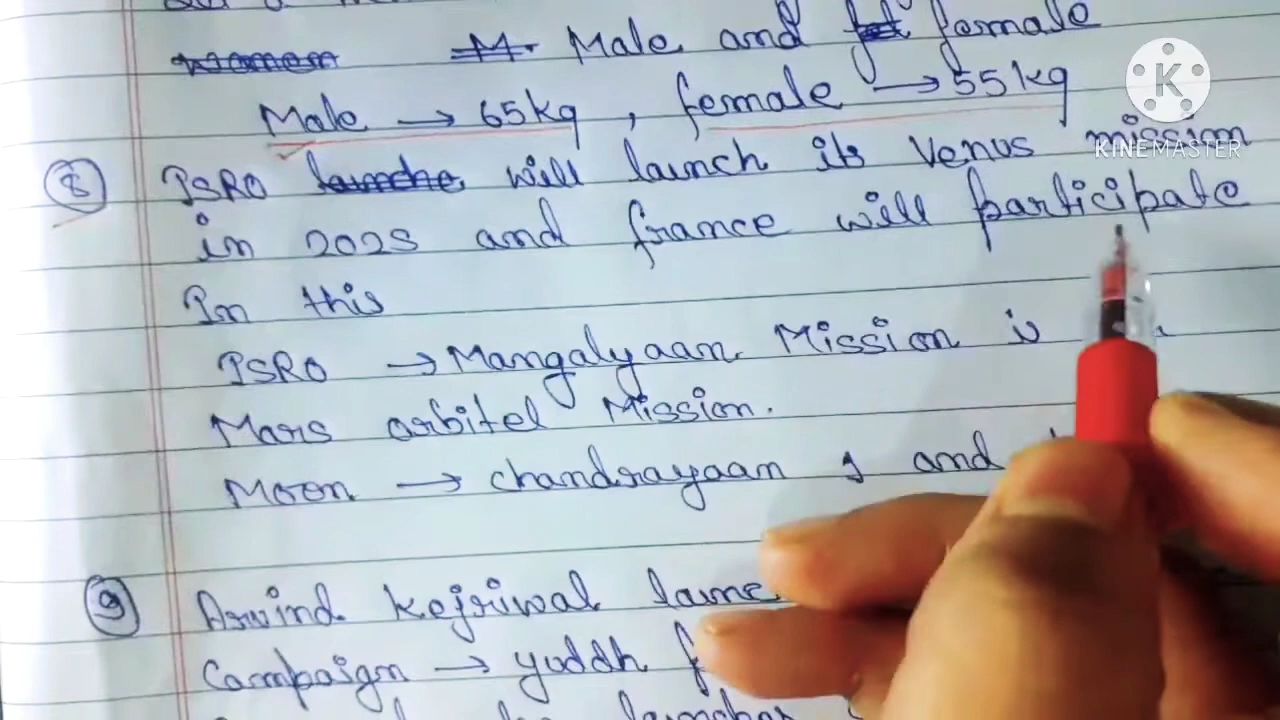 Male and female
Male → 65kg, female → 55kg
KINEMASTER
⑧ ISRO will launch its Venus mission
in 2025 and france will participate
In this
ISRO → Mangalyaan Mission is
Mars orbitel Mission.
Moon → chandrayaan 1 and
⑨ Arvind Kejriwal
Campaign → yuddh